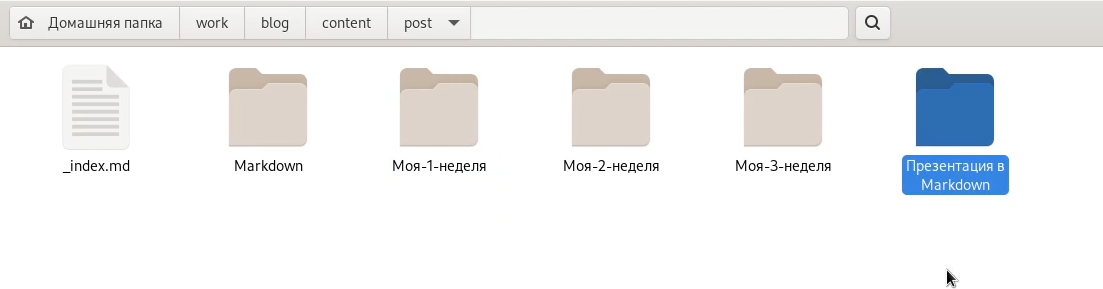 Домашняя папка work blog content post
_index.md Markdown Моя-1-неделя Моя-2-неделя Моя-3-неделя Презентация в
Markdown